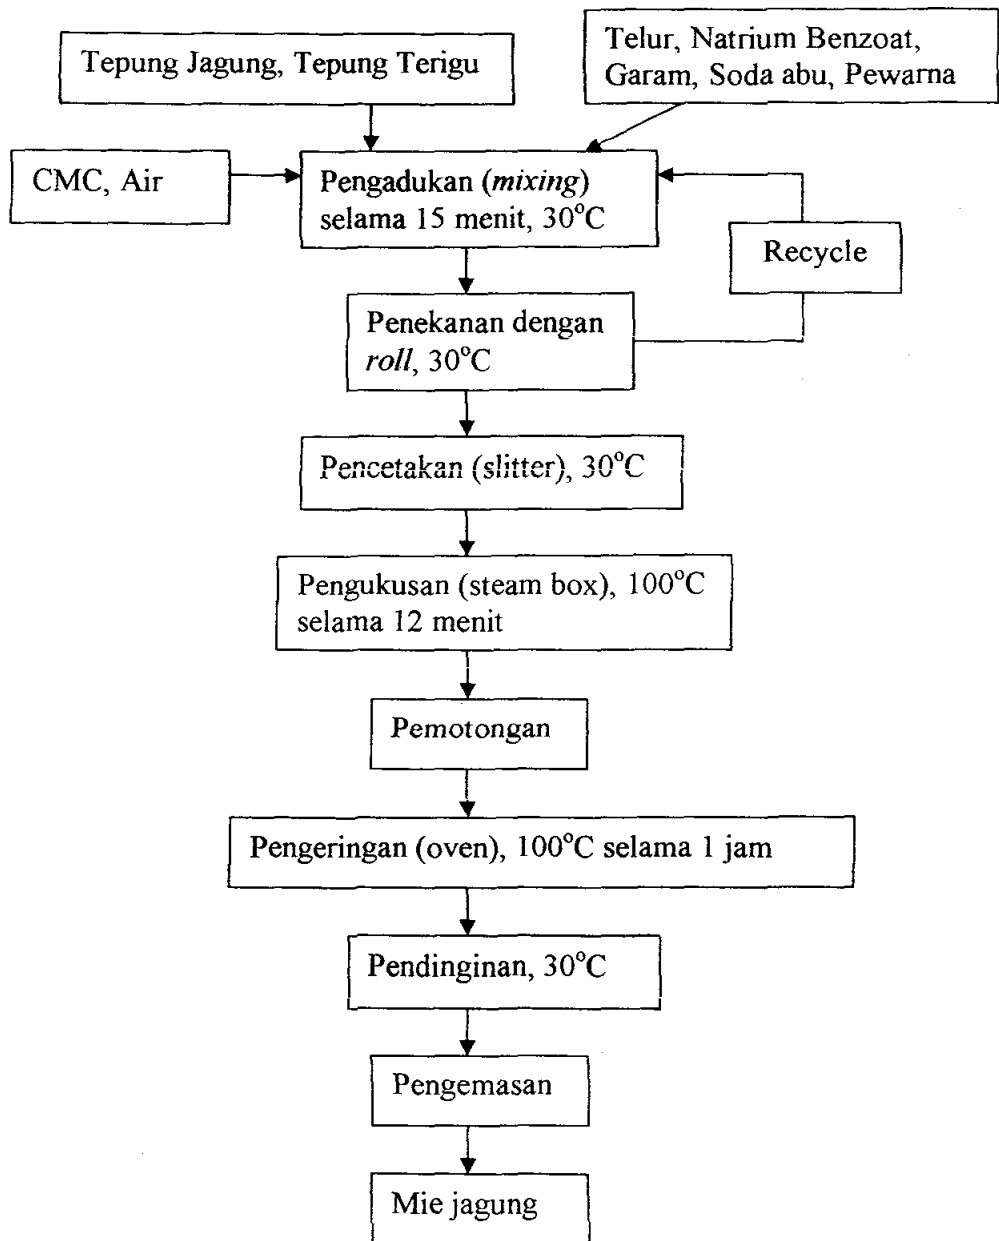 Tepung Jagung, Tepung Terigu
Telur, Natrium Benzoat,
Garam, Soda abu, Pewarna
CMC, Air
Pengadukan (mixing)
selama 15 menit, 30°C
Recycle
Penekanan dengan
roll, 30°C
Pencetakan (slitter), 30°C
Pengukusan (steam box), 100°C
selama 12 menit
Pemotongan
Pengeringan (oven), 100°C selama 1 jam
Pendinginan, 30°C
Pengemasan
Mie jagung